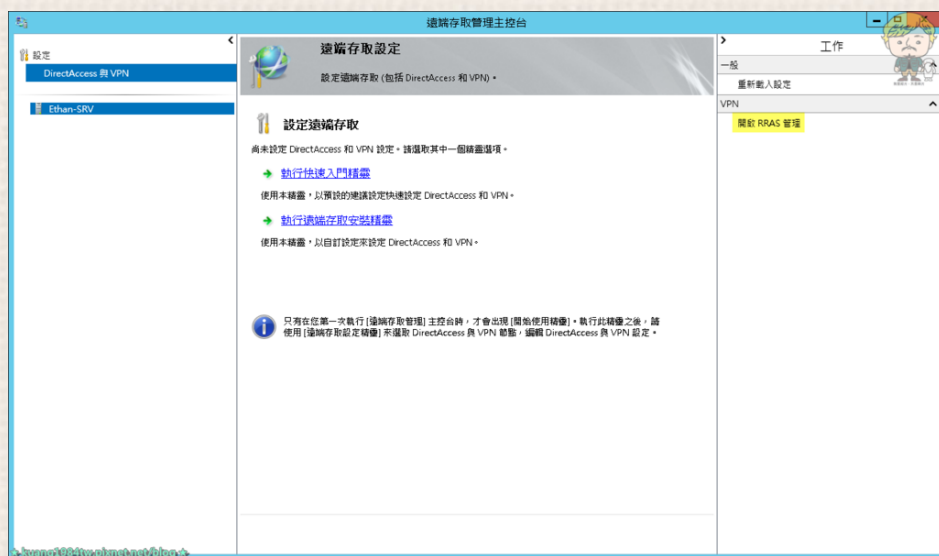 遠端存取管理主控台
設定
DirectAccess 與 VPN
Ethan-SRV
遠端存取設定
設定遠端存取 (包括 DirectAccess 和 VPN)。
設定遠端存取
尚未設定 DirectAccess 和 VPN 設定。請選取其中一個精靈選項。
執行快速入門精靈
使用本精靈，以預設的建議設定快速設定 DirectAccess 和 VPN。
執行遠端存取安裝精靈
使用本精靈，以自訂設定來設定 DirectAccess 和 VPN。
只有在您第一次執行 [遠端存取管理] 主控台時，才會出現 [開始使用精靈]。執行此精靈之後，請
使用 [遠端存取設定精靈] 來選取 DirectAccess 與 VPN 節點，編輯 DirectAccess 與 VPN 設定。
工作
一般
重新載入設定
VPN
開啟 RRAS 管理